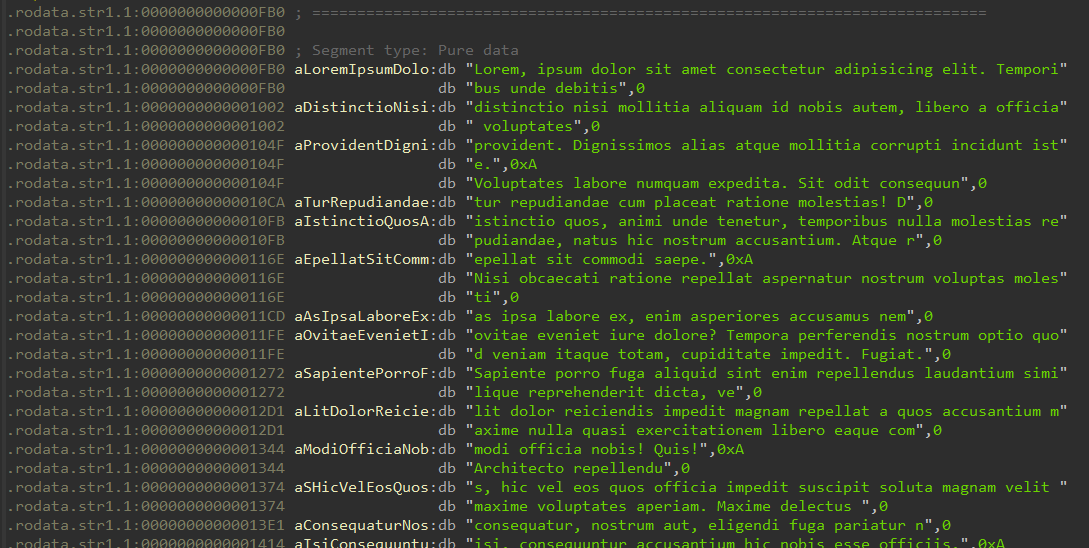 .rodata.str1.1:0000000000000FB0 ; ===========================================================================
.rodata.str1.1:0000000000000FB0
.rodata.str1.1:0000000000000FB0 ; Segment type: Pure data
.rodata.str1.1:0000000000000FB0 aLoremIpsumDolo:db "Lorem, ipsum dolor sit amet consectetur adipisicing elit. Tempori"
.rodata.str1.1:0000000000000FB0 db "bus unde debitis",0
.rodata.str1.1:0000000000001002 aDistinctioNisi:db "distinctio nisi mollitia aliquam id nobis autem, libero a officia"
.rodata.str1.1:0000000000001002 db " voluptates",0
.rodata.str1.1:000000000000104F aProvidentDigni:db "provident. Dignissimos alias atque mollitia corrupti incidunt ist"
.rodata.str1.1:000000000000104F db "e.",0xA
.rodata.str1.1:000000000000104F db "Voluptates labore numquam expedita. Sit odit consequun",0
.rodata.str1.1:00000000000010CA aTurRepudiandae:db "tur repudiandae cum placeat ratione molestias! D",0
.rodata.str1.1:00000000000010FB aIstinctioQuosA:db "istinctio quos, animi unde tenetur, temporibus nulla molestias re"
.rodata.str1.1:00000000000010FB db "pudiandae, natus hic nostrum accusantium. Atque r",0
.rodata.str1.1:000000000000116E aEpellatSitComm:db "epellat sit commodi saepe.",0xA
.rodata.str1.1:000000000000116E db "Nisi obcaecati ratione repellat aspernatur nostrum voluptas moles"
.rodata.str1.1:000000000000116E db "ti",0
.rodata.str1.1:00000000000011CD aAsIpsaLaboreEx:db "as ipsa labore ex, enim asperiores accusamus nem",0
.rodata.str1.1:00000000000011FE aOvitaeEvenietI:db "ovitae eveniet iure dolore? Tempora perferendis nostrum optio quo"
.rodata.str1.1:00000000000011FE db "d veniam itaque totam, cupiditate impedit. Fugiat.",0
.rodata.str1.1:0000000000001272 aSapientePorroF:db "Sapiente porro fuga aliquid sint enim repellendus laudantium simi"
.rodata.str1.1:0000000000001272 db "lique reprehenderit dicta, ve",0
.rodata.str1.1:00000000000012D1 aLitDolorReicie:db "lit dolor reiciendis impedit magnam repellat a quos accusantium m"
.rodata.str1.1:00000000000012D1 db "axime nulla quasi exercitationem libero eaque com",0
.rodata.str1.1:0000000000001344 aModiOfficiaNob:db "modi officia nobis! Quis!",0xA
.rodata.str1.1:0000000000001344 db "Architecto repellendu",0
.rodata.str1.1:0000000000001374 aSHicVelEosQuos:db "s, hic vel eos quos officia impedit suscipit soluta magnam velit "
.rodata.str1.1:0000000000001374 db "maxime voluptates aperiam. Maxime delectus ",0
.rodata.str1.1:00000000000013E1 aConsequaturNos:db "consequatur, nostrum aut, eligendi fuga pariatur n",0
.rodata.str1.1:0000000000001414 aIsiConsequuntu:db "isi, consequuntur accusantium hic nobis esse officiis.",0xA